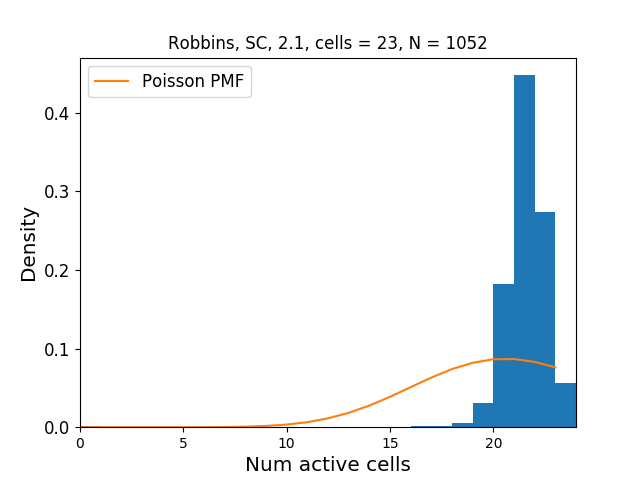 Robbins, SC, 2.1, cells = 23, N = 1052
Poisson PMF
Density
0.4
0.3
0.2
0.1
0.0
0 5 10 15 20
Num active cells